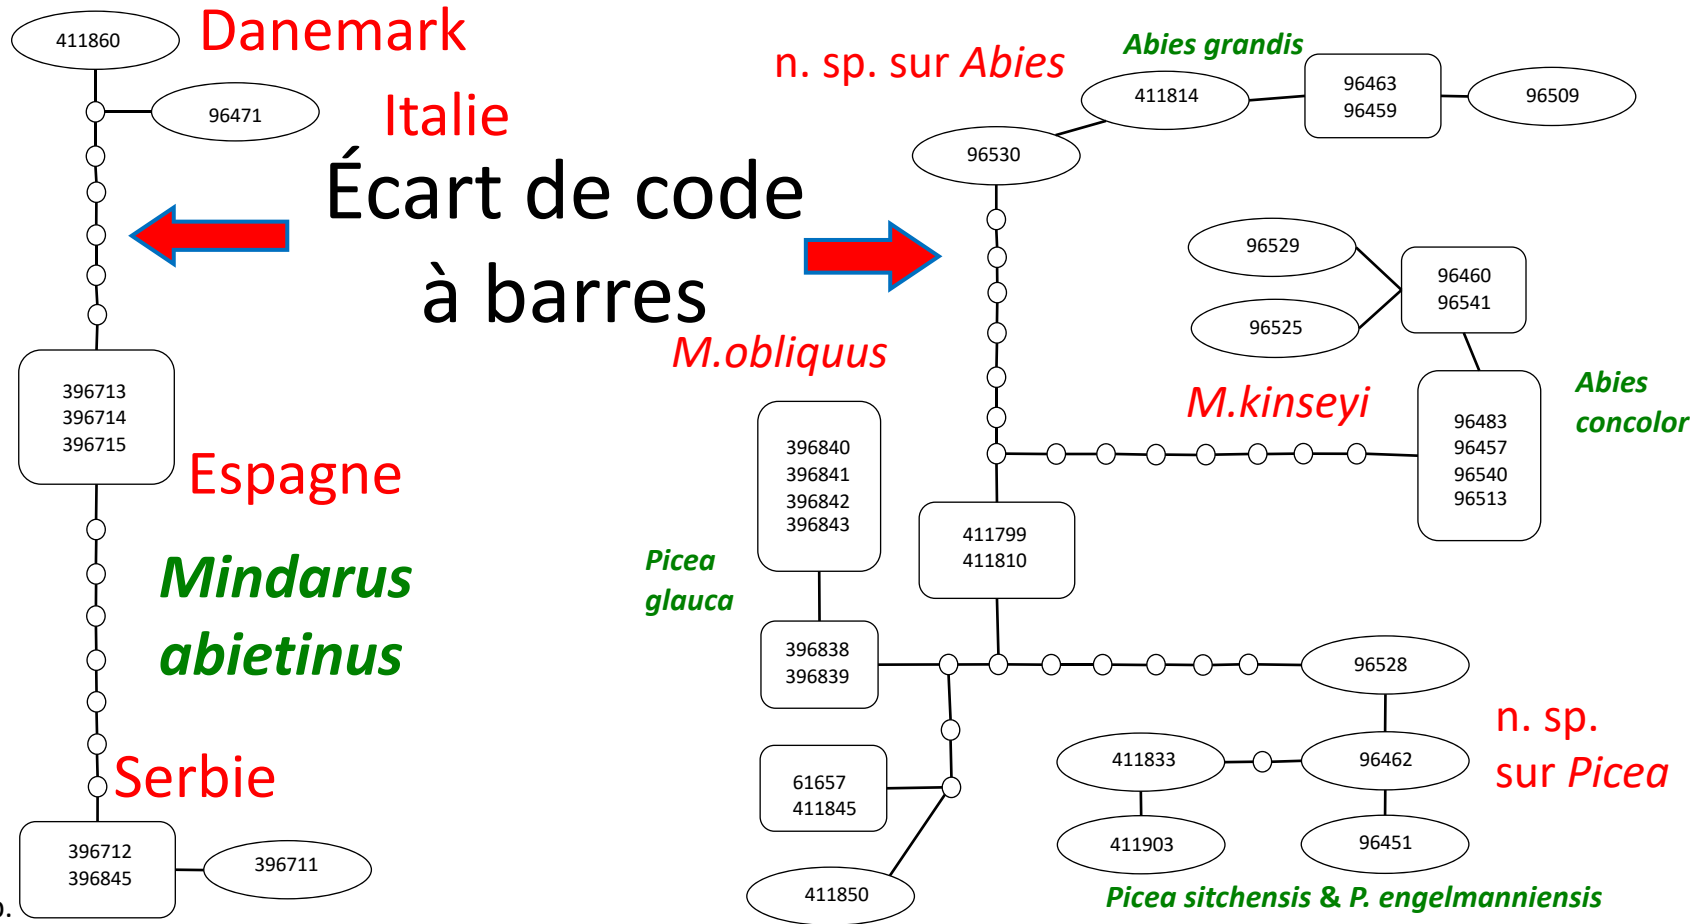 411860
Danemark
96471
Italie
Écart de code
à barres
396713
396714
396715
Espagne
Mindarus
abietinus
Serbie
396712
396845
396711
n. sp. sur Abies
Abies grandis
411814
96463
96459
96509
96530
96529
96525
96460
96541
M.obliquus
M.kinseyi
Abies
concolor
96483
96457
96540
96513
396840
396841
396842
396843
411799
411810
Picea
glauca
396838
396839
96528
61657
411845
411850
411833
96462
n. sp.
sur Picea
411903
96451
Picea sitchensis & P. engelmanniensis